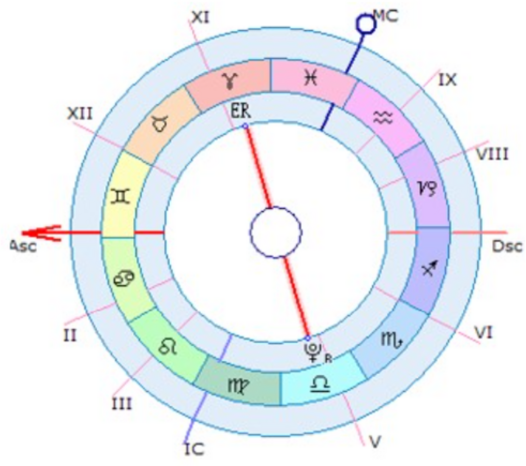 XI
MC
IX
XII
ER
♈
♓
♉
♒
VIII
♊
♑
Asc
Dsc
♋
♐
II
VI
♌
♏
♍
♎
R
III
IC
V